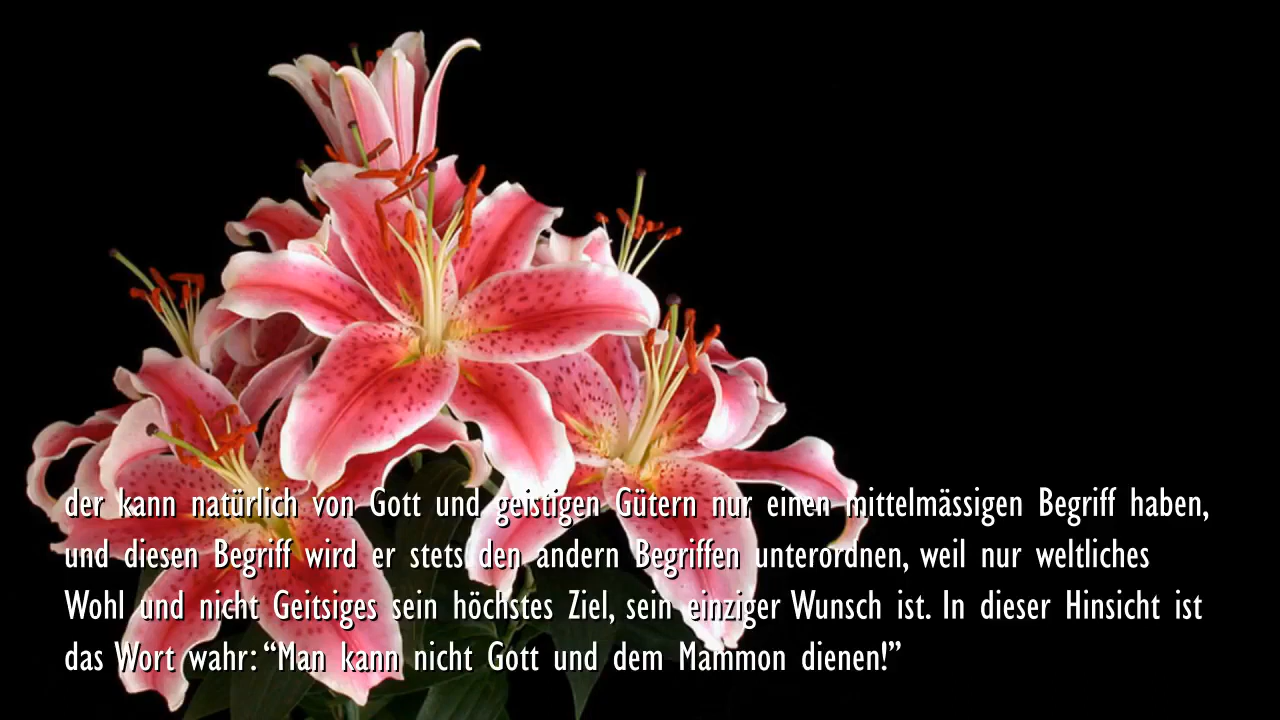 der kann natürlich von Gott und geistigen Gütern nur einen mittelmässigen Begriff haben,
und diesen Begriff wird er stets den andern Begriffen unterordnen, weil nur weltliches
Wohl und nicht Geitsiges sein höchstes Ziel, sein einziger Wunsch ist. In dieser Hinsicht ist
das Wort wahr: “Man kann nicht Gott und dem Mammon dienen!”